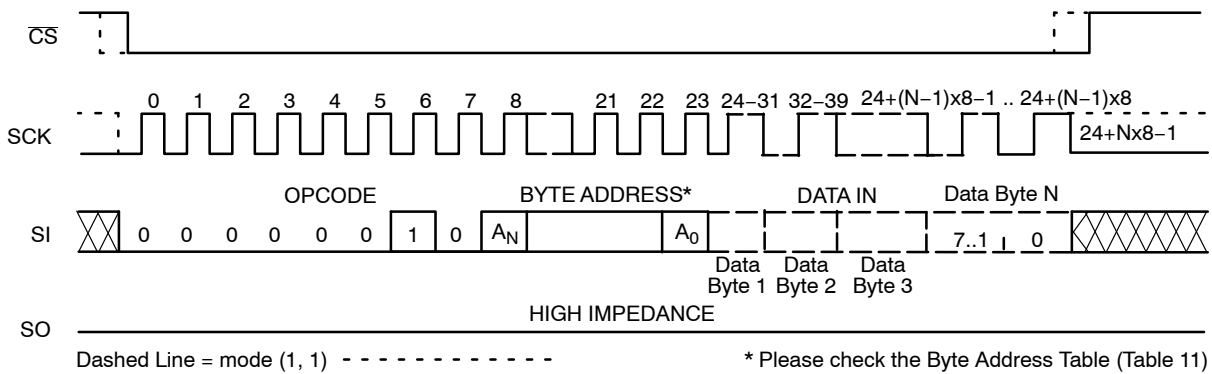 CS
0 1 2 3 4 5 6 7 8 21 22 23 24−31 32−39 24+(N−1)x8−1 .. 24+(N−1)x8
SCK
24+Nx8−1
OPCODE BYTE ADDRESS* DATA IN Data Byte N
SI
0 0 0 0 0 0 1 0 AN A0 7..1 0
Data Byte 1
Data Byte 2
Data Byte 3
HIGH IMPEDANCE
SO
Dashed Line = mode (1, 1)
* Please check the Byte Address Table (Table 11)